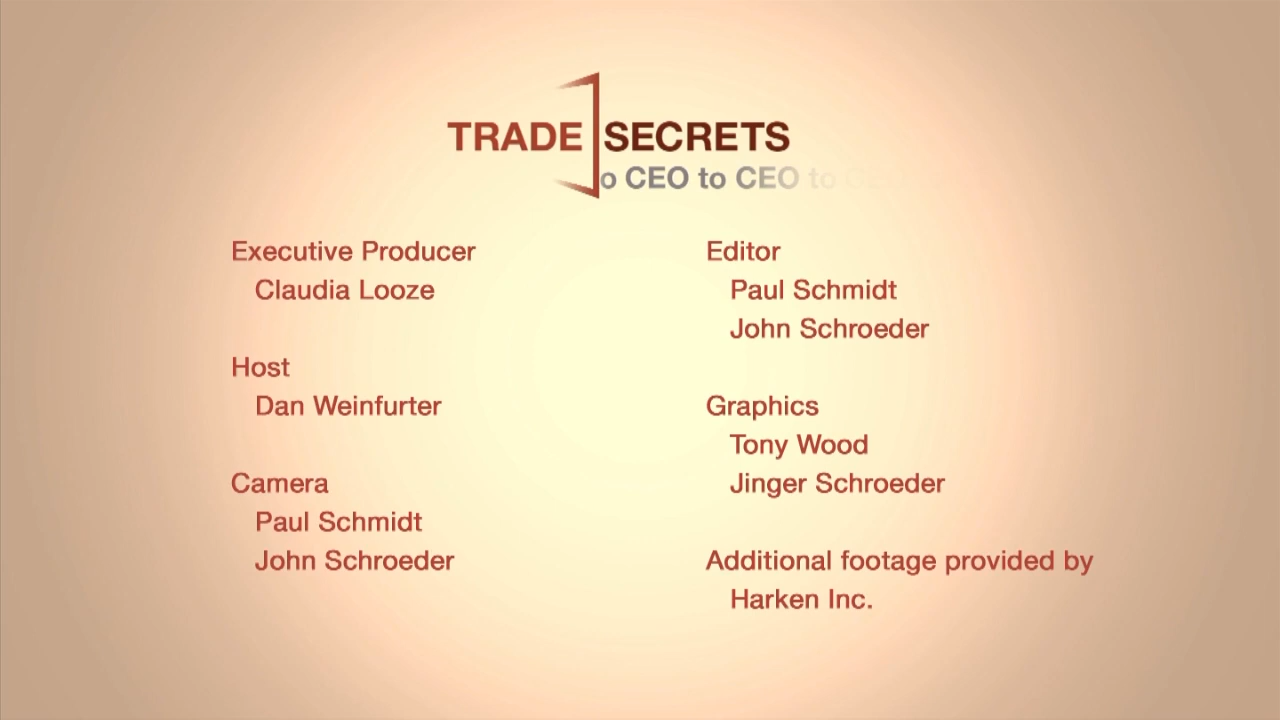 TRADE SECRETS
o CEO to CEO to
Executive Producer
Claudia Looze
Host
Dan Weinfurter
Camera
Paul Schmidt
John Schroeder
Editor
Paul Schmidt
John Schroeder
Graphics
Tony Wood
Jinger Schroeder
Additional footage provided by
Harken Inc.